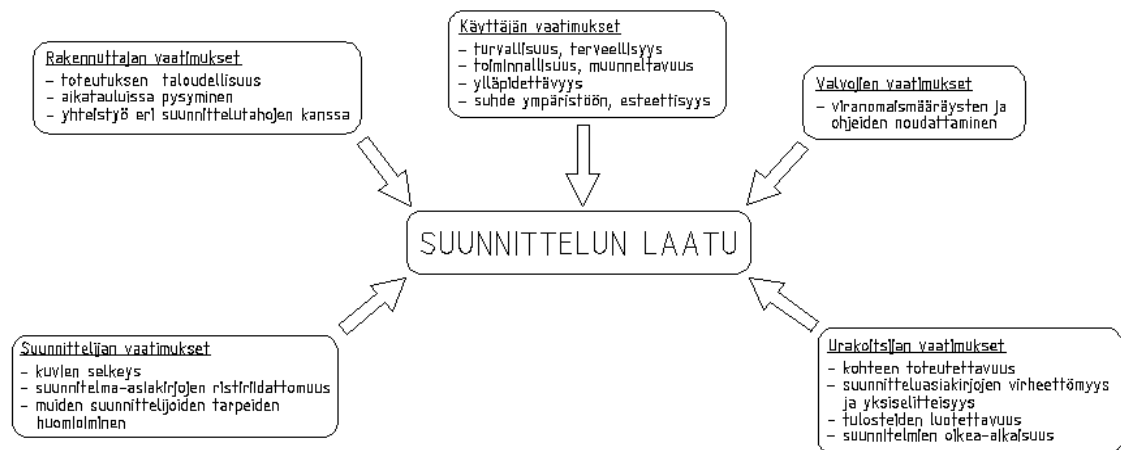 Rakennuttajan vaatimukset
- toteutuksen taloudellisuus
- aikatauluissa pysyminen
- yhteistyö eri suunnittelutahojen kanssa
Käyttäjän vaatimukset
- turvallisuus, terveellisyys
- toiminnallisuus, muunneltavuus
- ylläpidettävyys
- suhde ympäristöön, esteettisyys
Valvojien vaatimukset
- viranomaismääräysten ja
ohjeiden noudattaminen
SUUNNITTELUN LAATU
Suunnittelijan vaatimukset
- kuvien selkeys
- suunnitelma-asiakirjojen ristiriidattomuus
- muiden suunnittelijoiden tarpeiden
huomioiminen
Urakoitsijan vaatimukset
- kohteen toteutettavuus
- suunnitteluasiakirjojen virheettömyys
ja yksiselitteisyys
- tulosteiden luotettavuus
- suunnitelmien oikea-aikaisuus